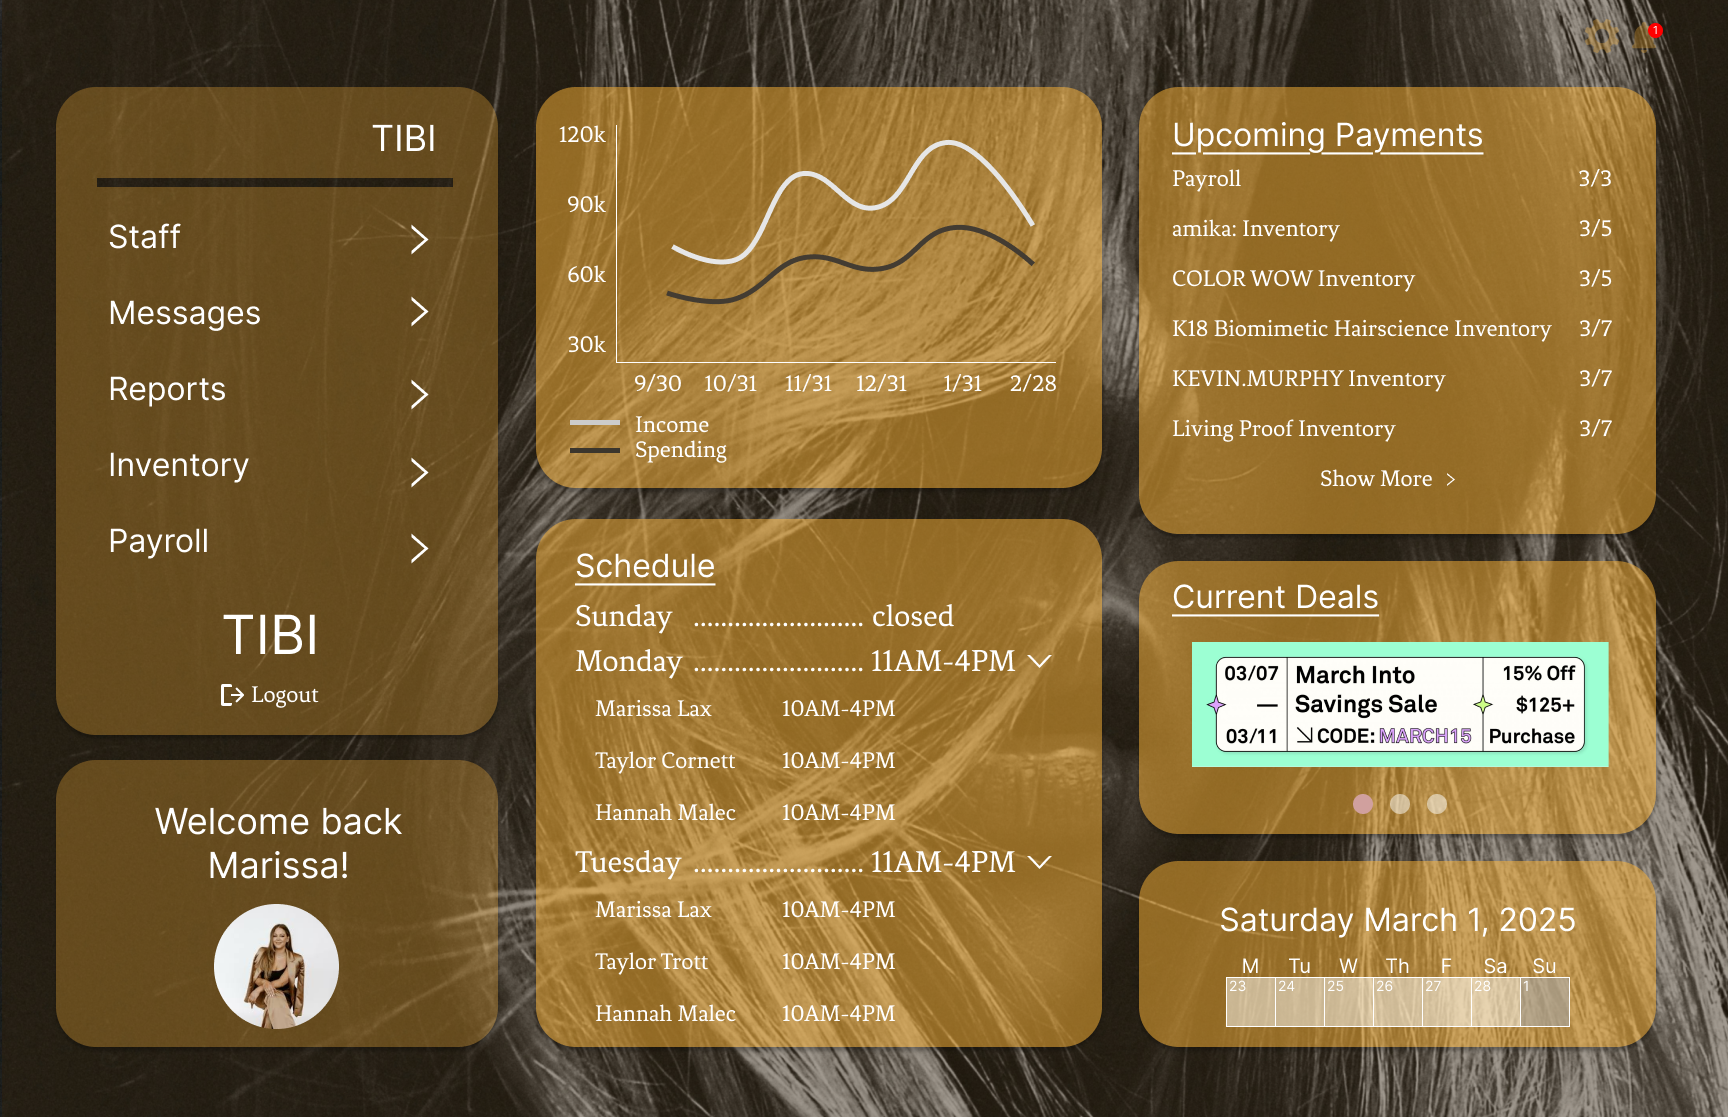 1
TIBI
Staff
Messages
Reports
Inventory
Payroll
TIBI
Logout
Welcome back
Marissa!
120k
90k
60k
30k
9/30 10/31 11/31 12/31 1/31 2/28
Income
Spending
Schedule
Sunday ......................... closed
Monday ......................... 11AM-4PM
Marissa Lax 10AM-4PM
Taylor Cornett 10AM-4PM
Hannah Malec 10AM-4PM
Tuesday ......................... 11AM-4PM
Marissa Lax 10AM-4PM
Taylor Trott 10AM-4PM
Hannah Malec 10AM-4PM
Upcoming Payments
Payroll 3/3
amika: Inventory 3/5
COLOR WOW Inventory 3/5
K18 Biomimetic Hairscience Inventory 3/7
KEVIN.MURPHY Inventory 3/7
Living Proof Inventory 3/7
Show More >
Current Deals
03/07
—
03/11
March Into
Savings Sale
CODE: MARCH15
15% Off
$125+
Purchase
Saturday March 1, 2025
M Tu W Th F Sa Su
23 24 25 26 27 28 1